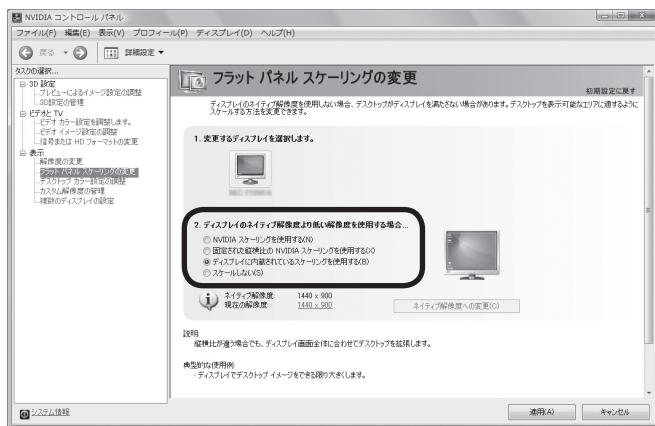 NVIDIA コントロール パネル
ファイル(F) 編集(E) 表示(V) プロファイル(P) ディスプレイ(D) ヘルプ(H)
戻る 詳細設定
タスクの選択...
3D 設定
プレビューによるイメージ設定の調整
3D設定の管理
ビデオと TV
ビデオ カラー設定を調整します。
ビデオ イメージ設定の調整
信号または HD フォーマットの変更
表示
解像度の変更
フラット パネル スケーリングの変更
デスクトップ カラー設定の調整
カスタム解像度の管理
複数のディスプレイの設定
フラット パネル スケーリングの変更
初期設定に戻す
ディスプレイのネイティブ解像度を使用しない場合、デスクトップがディスプレイを満たさない場合があります。デスクトップを表示可能なエリアに達するように
スケールする方法を変更できます。
1. 変更するディスプレイを選択します。
2. ディスプレイのネイティブ解像度より低い解像度を使用する場合...
NVIDIA スケーリングを使用する(N)
固定された縦横比の NVIDIA スケーリングを使用する(X)
ディスプレイに内蔵されているスケーリングを使用する(B)
スケールしない(S)
ネイティブ解像度: 1440 x 900
現在の解像度: 1440 x 900
ネイティブ解像度への変更(C)
説明
縦横比が違う場合でも、ディスプレイ画面全体に合わせてデスクトップを拡張します。
典型的な使用例:
・ディスプレイでデスクトップ イメージをできる限り大きくします。
システム情報
適用(A) キャンセル